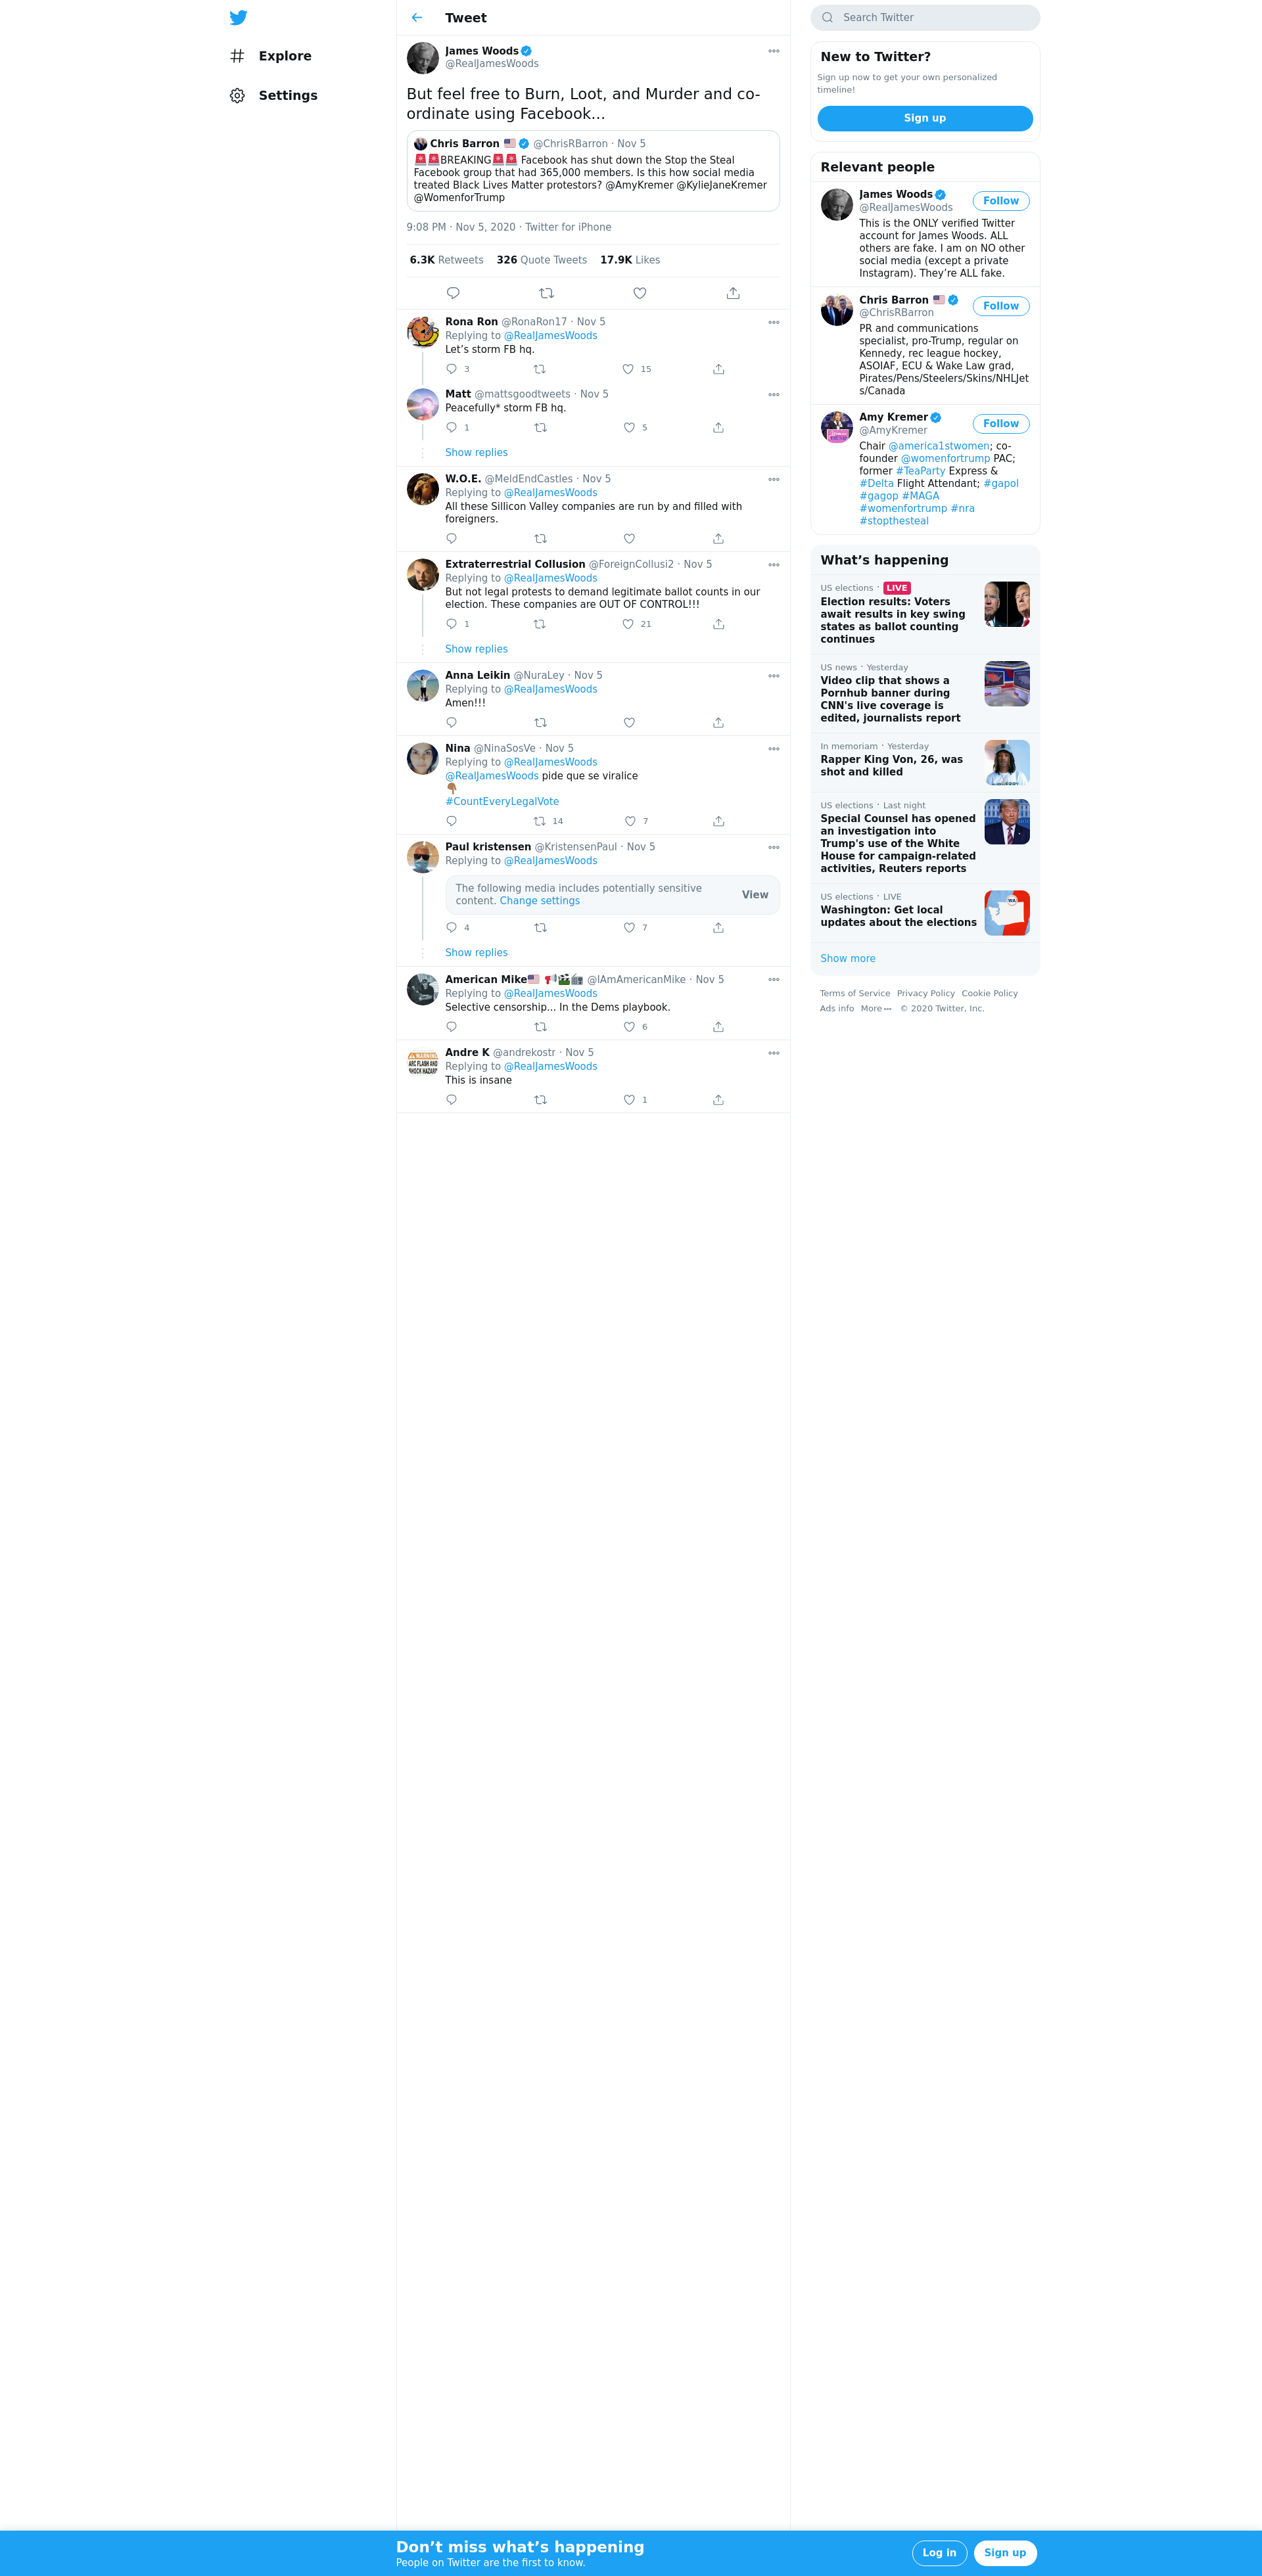 Explore
Settings
Tweet
James Woods
@RealJamesWoods
But feel free to Burn, Loot, and Murder and co-
ordinate using Facebook...
Chris Barron 🇺🇸 @ChrisRBarron · Nov 5
🚨🚨BREAKING🚨🚨 Facebook has shut down the Stop the Steal
Facebook group that had 365,000 members. Is this how social media
treated Black Lives Matter protestors? @AmyKremer @KylieJaneKremer
@WomenforTrump
9:08 PM · Nov 5, 2020 · Twitter for iPhone
6.3K Retweets 326 Quote Tweets 17.9K Likes
Rona Ron @RonaRon17 · Nov 5
Replying to @RealJamesWoods
Let’s storm FB hq.
3 15
Matt @mattsgoodtweets · Nov 5
Peacefully* storm FB hq.
1 5
Show replies
W.O.E. @MeldEndCastles · Nov 5
Replying to @RealJamesWoods
All these Sillicon Valley companies are run by and filled with
foreigners.
Extraterrestrial Collusion @ForeignCollusi2 · Nov 5
Replying to @RealJamesWoods
But not legal protests to demand legitimate ballot counts in our
election. These companies are OUT OF CONTROL!!!
1 21
Show replies
Anna Leikin @NuraLey · Nov 5
Replying to @RealJamesWoods
Amen!!!
Nina @NinaSosVe · Nov 5
Replying to @RealJamesWoods
@RealJamesWoods pide que se viralice
👇🏾
#CountEveryLegalVote
14 7
Paul kristensen @KristensenPaul · Nov 5
Replying to @RealJamesWoods
The following media includes potentially sensitive
content. Change settings
View
4 7
Show replies
American Mike🇺🇸 📢🎬📻 @IAmAmericanMike · Nov 5
Replying to @RealJamesWoods
Selective censorship... In the Dems playbook.
6
WARNING
ARC FLASH AND
SHOCK HAZARD
Andre K @andrekostr · Nov 5
Replying to @RealJamesWoods
This is insane
1
Search Twitter
New to Twitter?
Sign up now to get your own personalized
timeline!
Sign up
Relevant people
James Woods
@RealJamesWoods
Follow
This is the ONLY verified Twitter
account for James Woods. ALL
others are fake. I am on NO other
social media (except a private
Instagram). They’re ALL fake.
Chris Barron 🇺🇸
@ChrisRBarron
Follow
PR and communications
specialist, pro-Trump, regular on
Kennedy, rec league hockey,
ASOIAF, ECU & Wake Law grad,
Pirates/Pens/Steelers/Skins/NHLJet
s/Canada
Amy Kremer
@AmyKremer
Follow
Chair @america1stwomen; co-
founder @womenfortrump PAC;
former #TeaParty Express &
#Delta Flight Attendant; #gapol
#gagop #MAGA
#womenfortrump #nra
#stopthesteal
What’s happening
US elections · LIVE
Election results: Voters
await results in key swing
states as ballot counting
continues
US news · Yesterday
Video clip that shows a
Pornhub banner during
CNN's live coverage is
edited, journalists report
In memoriam · Yesterday
Rapper King Von, 26, was
shot and killed
US elections · Last night
Special Counsel has opened
an investigation into
Trump's use of the White
House for campaign-related
activities, Reuters reports
US elections · LIVE
Washington: Get local
updates about the elections
WA
Show more
Terms of Service Privacy Policy Cookie Policy
Ads info More ··· © 2020 Twitter, Inc.
Don’t miss what’s happening
People on Twitter are the first to know.
Log in
Sign up